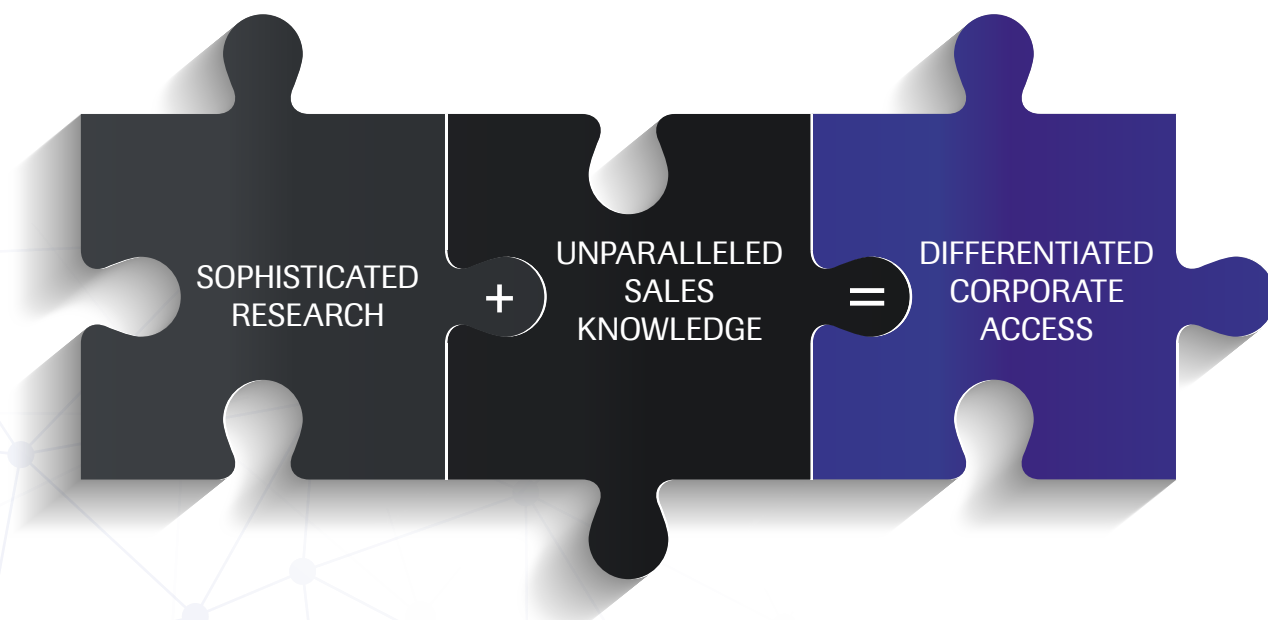 SOPHISTICATED
RESEARCH
+
UNPARALLELED
SALES
KNOWLEDGE
=
DIFFERENTIATED
CORPORATE
ACCESS